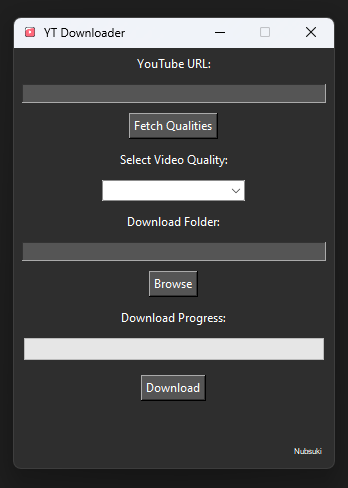 YT Downloader
YouTube URL:
Fetch Qualities
Select Video Quality:
Download Folder:
Browse
Download Progress:
Download
Nubsuki